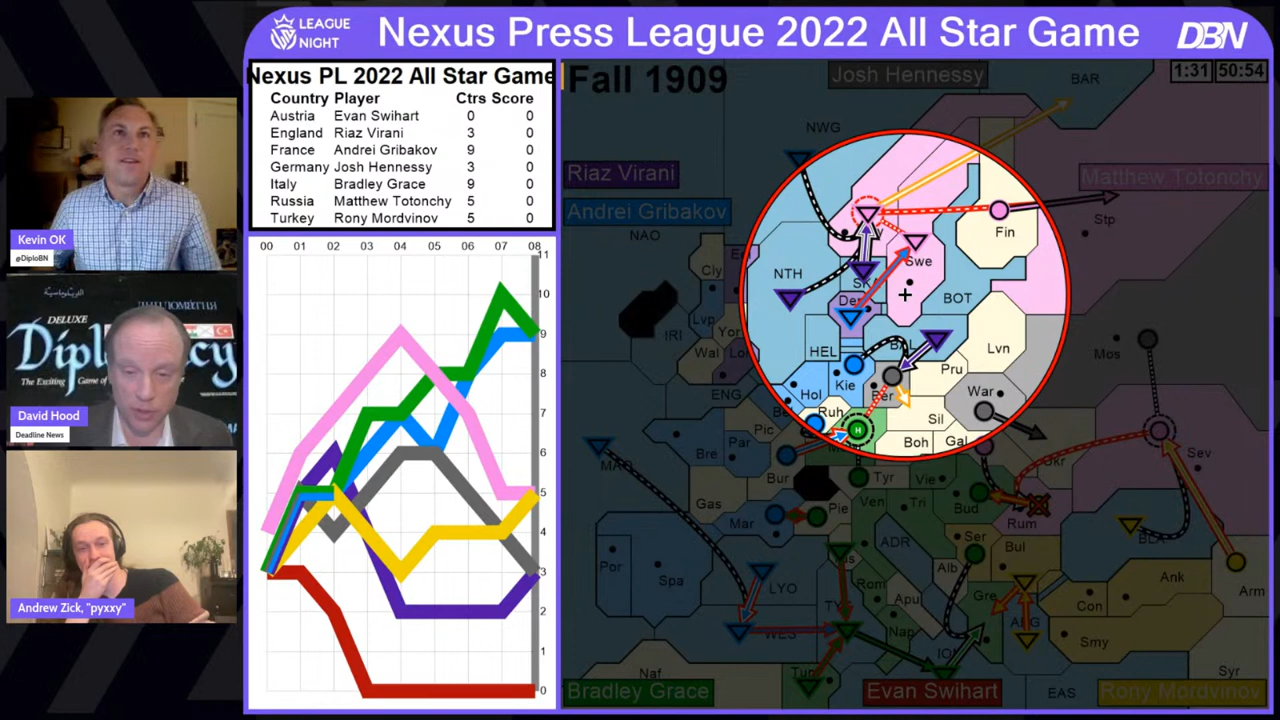 LEAGUE
NIGHT
Nexus Press League 2022 All Star Game
DBN
Nexus PL 2022 All Star Game
Country Player Ctrs Score
Austria Evan Swihart 0 0
England Riaz Virani 3 0
France Andrei Gribakov 9 0
Germany Josh Hennessy 3 0
Italy Bradley Grace 9 0
Russia Matthew Totonchy 5 0
Turkey Rony Mordvinov 5 0
00 01 02 03 04 05 06 07 08
11
10
9
8
7
6
5
4
3
2
1
0
Kevin OK
@DiploBN
DELUXE
The Exciting Game of
David Hood
Deadline News
Andrew Zick, "pyxxy"
Fall 1909
Josh Hennessy
1:31 50:54
BAR
NWG
Riaz Virani
Matthew Totonchy
Andrei Gribakov
Stp
NAO
Fin
Cly
NTH
Swe
BOT
IRI
Lvp
Yor
Wal
HEL
Lvn
Mos
Kie
Pru
ENG
Hol
War
Ruh
Sil
Pic
Boh
Gal
Par
Bre
Sev
Bur
Tyr
Vie
Gas
Ven
Tri
Bud
Rum
Mar
Pie
Ser
Bul
BLA
ADR
Ank
Arm
Por
Spa
Rom
Alb
LYO
Apu
Gre
Con
Nap
WES
Smy
ION
Naf
Tun
Syr
Bradley Grace
Evan Swihart
EAS
Rony Mordvinov